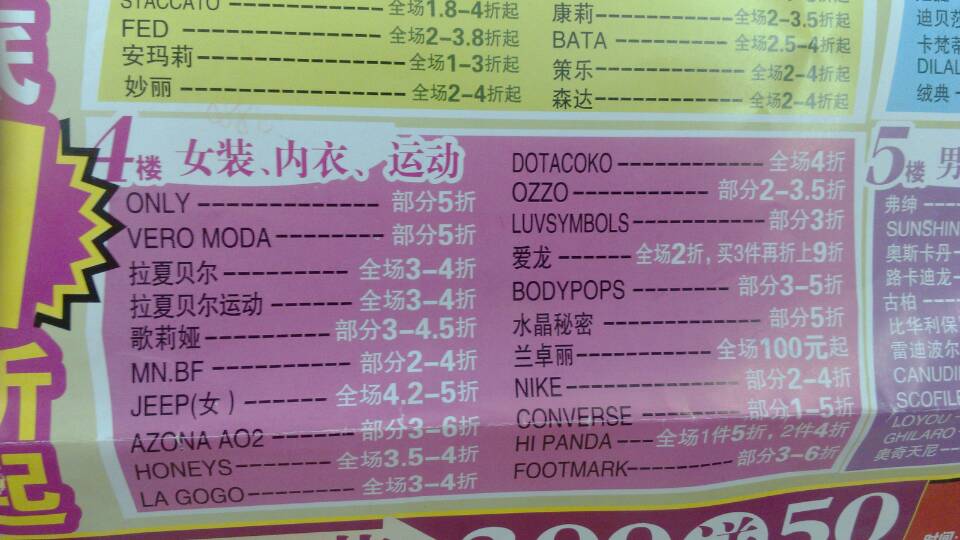 STACCATO ---------------- 全场1.8-4折起
FED ---------------- 全场2-3.8折起
安玛莉 ---------------- 全场1-3折起
妙丽 ---------------- 全场2-4折起
康莉 ------------ 全场2-3.5折起
BATA --------- 全场2.5-4折起
策乐 ------------ 全场2-4折起
森达 ------------ 全场2-4折起
4楼 女装、内衣、运动
ONLY -------------- 部分5折
VERO MODA -------- 部分5折
拉夏贝尔 --------- 全场3-4折
拉夏贝尔运动 ------ 全场3-4折
歌莉娅 --------- 部分3-4.5折
MN.BF ---------- 部分2-4折
JEEP(女) ------ 全场4.2-5折
AZONA AO2 ------ 部分3-6折
HONEYS -------- 全场3.5-4折
LA GOGO --------- 全场3-4折
DOTACOKO ------------ 全场4折
OZZO --------- 部分2-3.5折
LUVSYMBOLS ---------- 部分3折
爱龙 ------ 全场2折，买3件再折上9折
BODYPOPS -------- 部分3-5折
水晶秘密 ------------ 部分5折
兰卓丽 ---------- 全场100元起
NIKE ------------ 部分2-4折
CONVERSE -------- 部分1-5折
HI PANDA --- 全场1件5折，2件4折
FOOTMARK --------- 部分3-6折
迪贝莎
卡梵蒂
DILAL
绒典
5楼 男
弗绅 ----
SUNSHIN
奥斯卡丹
路卡迪龙
古柏 ----
比华利保
雷迪波尔
CANUDI
SCOFILE
LOYOU
GHILARO
奥奇天尼
折
起
送50
时间: